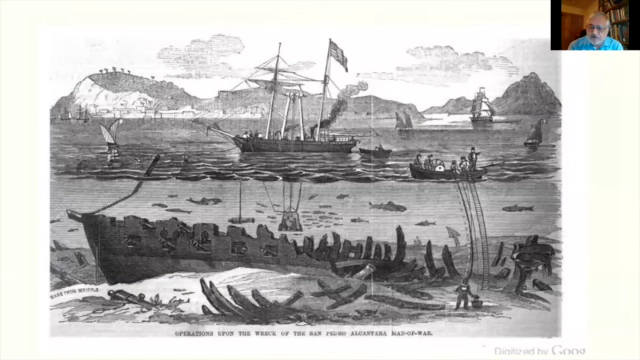 OPERATIONS UPON THE WRECK OF THE SAN PEDRO ALCANTARA MAN-OF-WAR.
Digitized by Goog